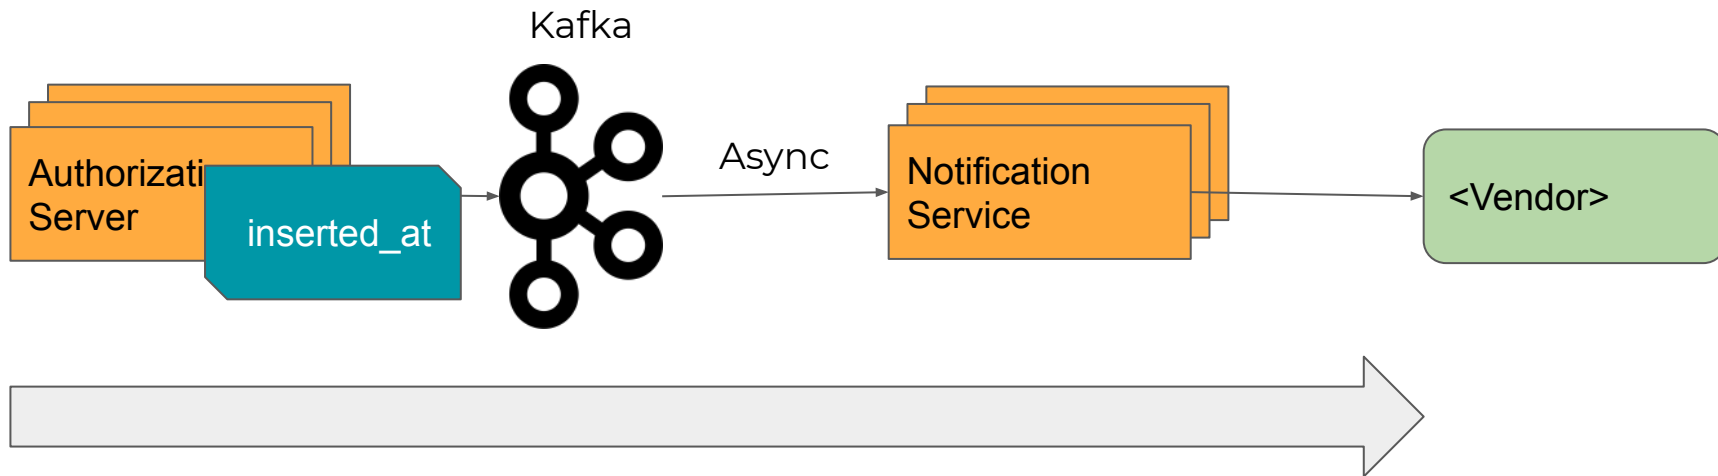 Kafka
Authorizati
Server
inserted_at
Async
Notification
Service
<Vendor>